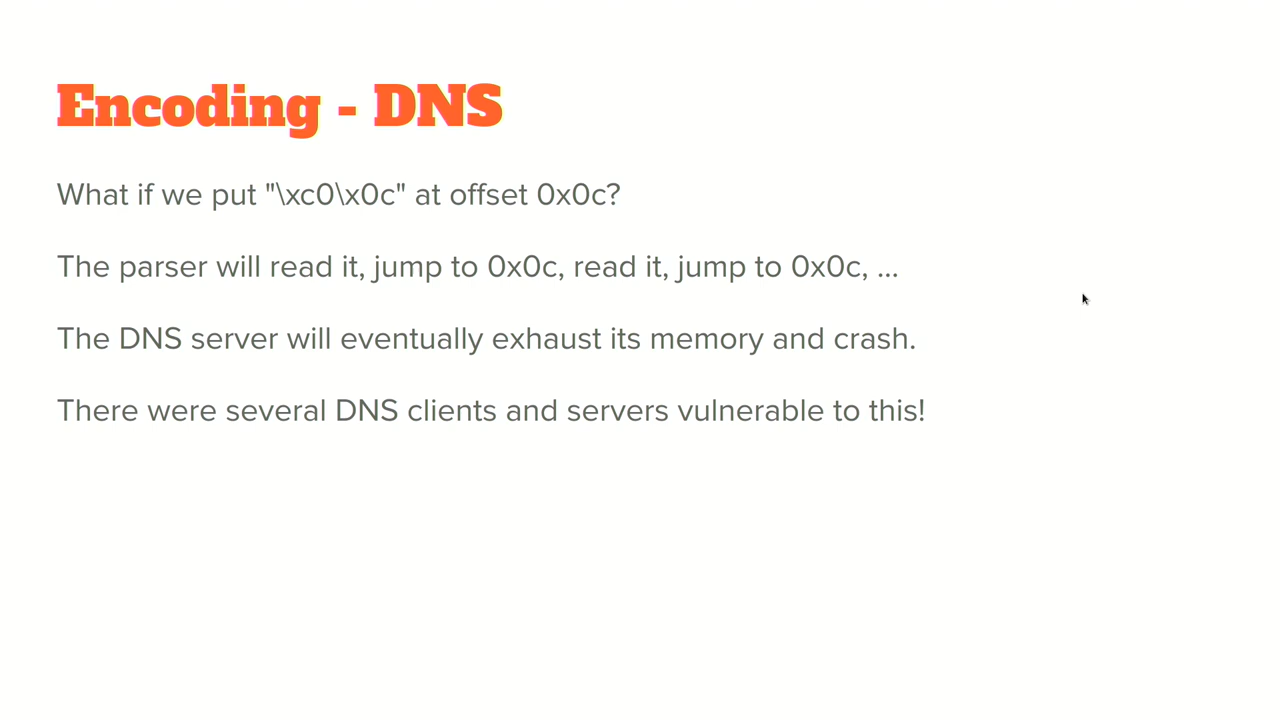 Encoding - DNS
What if we put "\xc0\x0c" at offset 0x0c?
The parser will read it, jump to 0x0c, read it, jump to 0x0c, ...
The DNS server will eventually exhaust its memory and crash.
There were several DNS clients and servers vulnerable to this!